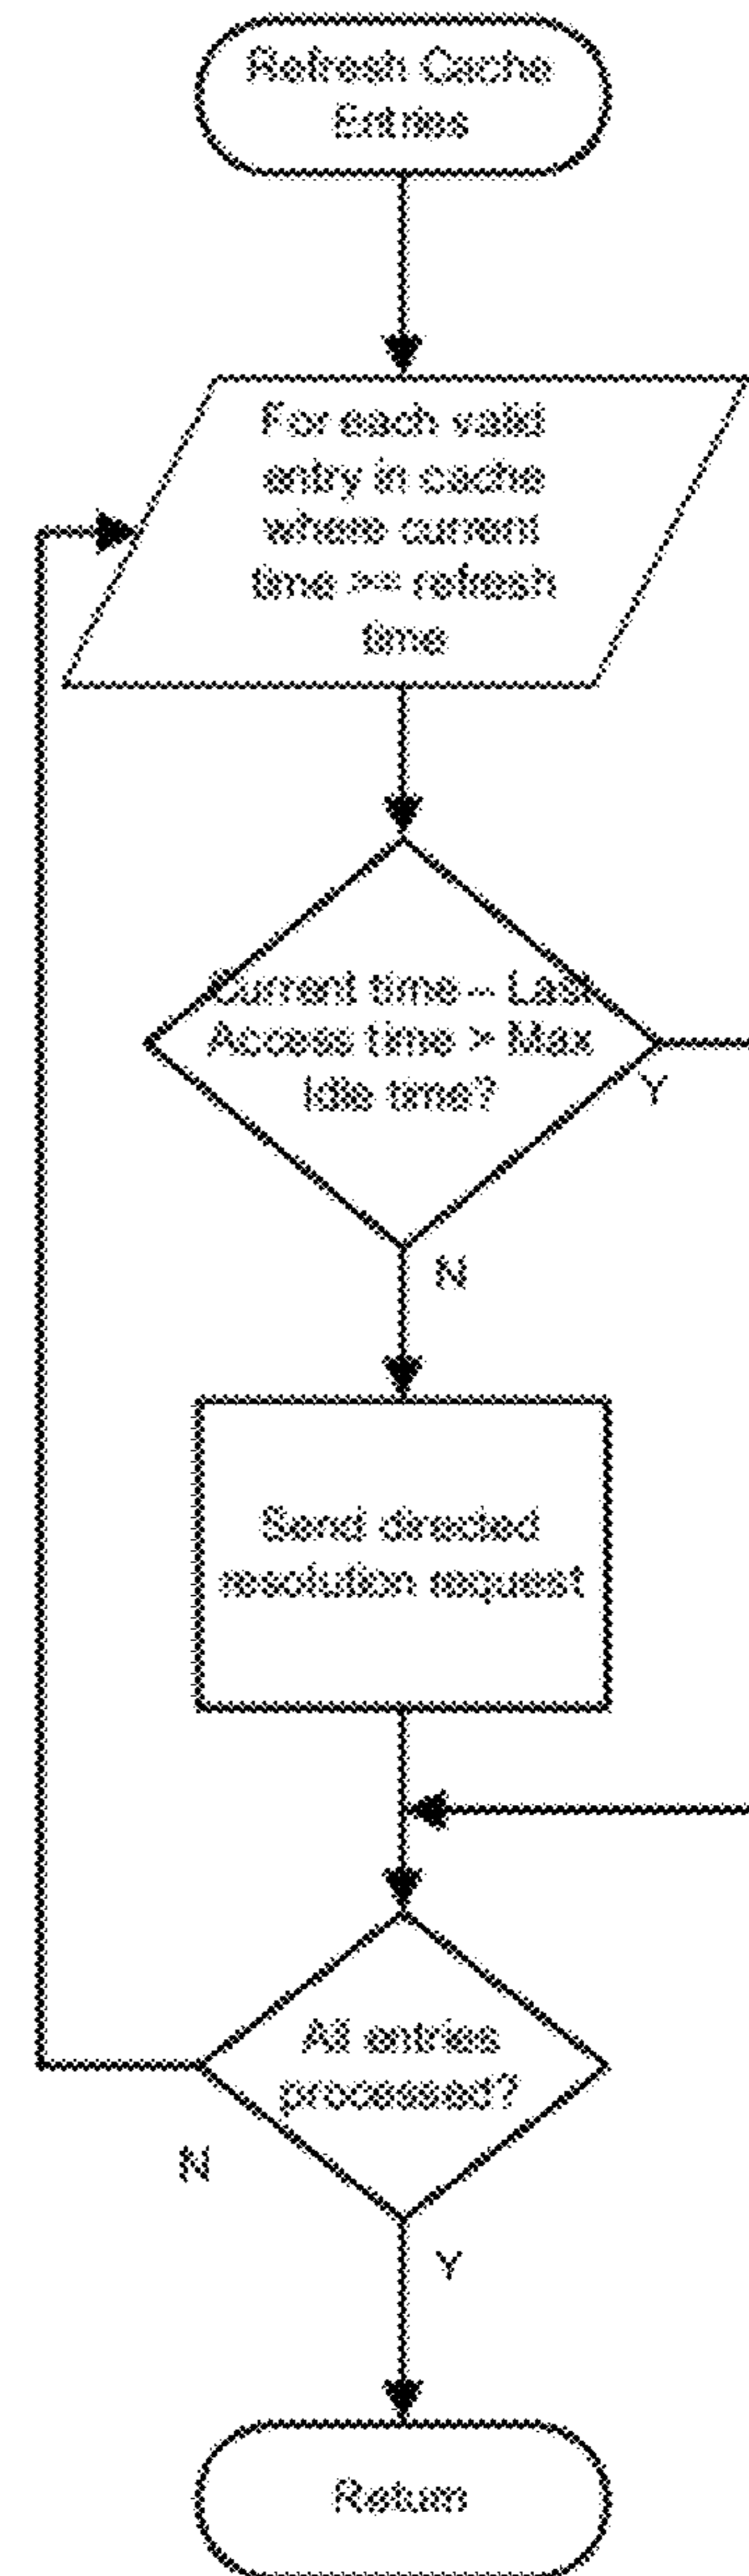 Refresh Cache
Entries
For each valid
entry in cache
where current
time >= refresh
time
Current time – Last
Access time > Max
Idle time?
Y
N
Send directed
resolution request
All entries
processed?
N
Y
Return